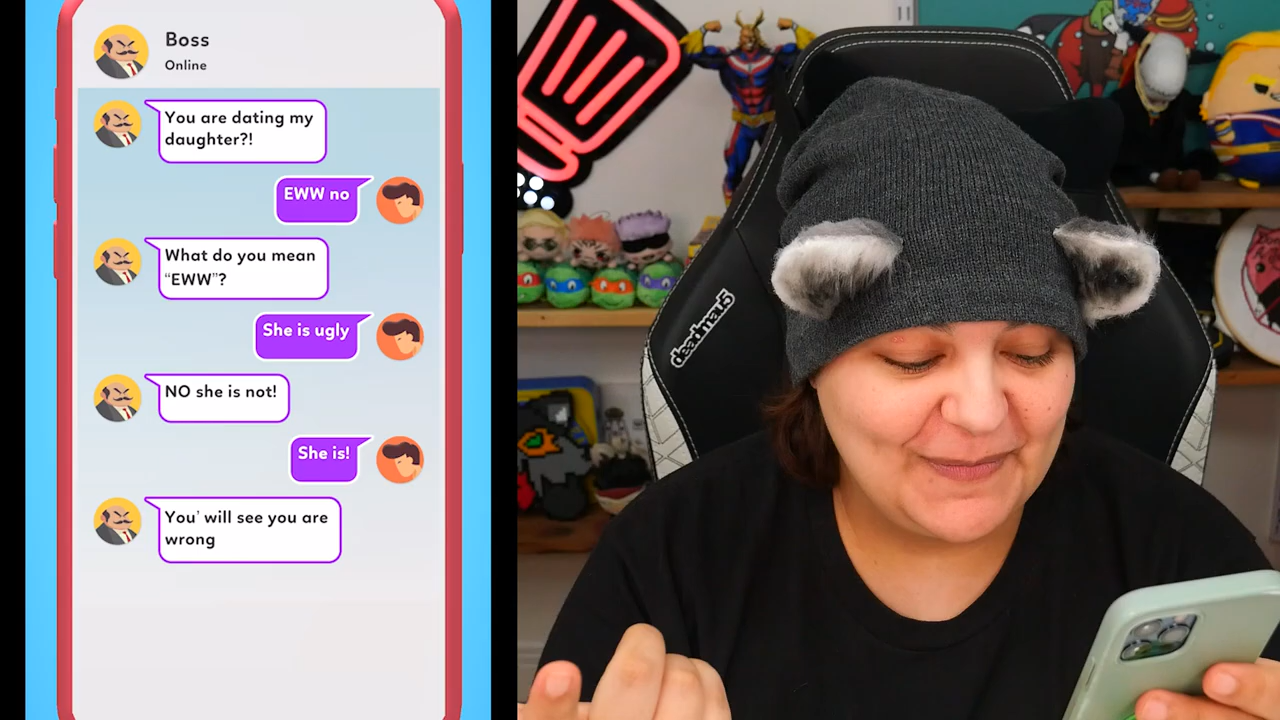 Boss
Online
You are dating my
daughter?!
EWW no
What do you mean
“EWW”?
She is ugly
NO she is not!
She is!
You’ will see you are
wrong
deadmau5